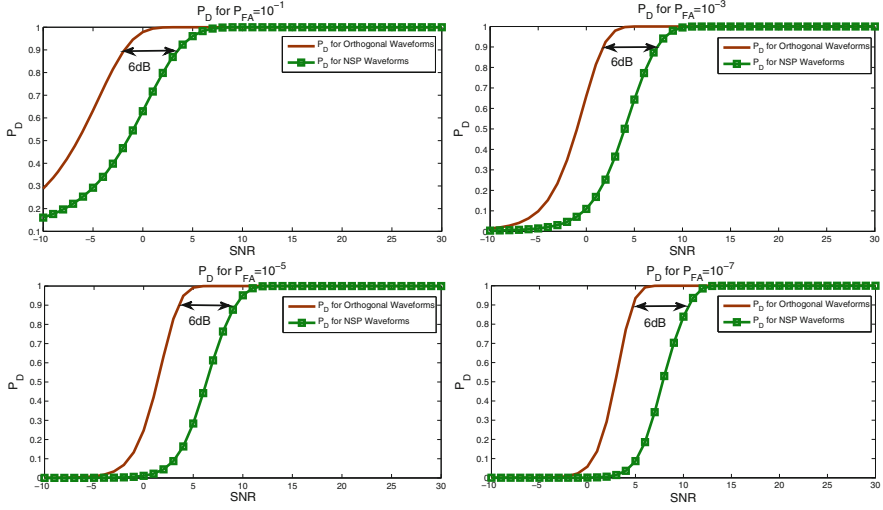 P_D for P_FA=10^-1
P_D
1
0.9
0.8
0.7
0.6
0.5
0.4
0.3
0.2
0.1
P_D for Orthogonal Waveforms
P_D for NSP Waveforms
6dB
−10 −5 0 5 10 15 20 25 30
SNR
P_D for P_FA=10^-3
P_D
1
0.9
0.8
0.7
0.6
0.5
0.4
0.3
0.2
0.1
0
P_D for Orthogonal Waveforms
P_D for NSP Waveforms
6dB
−10 −5 0 5 10 15 20 25 30
SNR
P_D for P_FA=10^-5
P_D
1
0.9
0.8
0.7
0.6
0.5
0.4
0.3
0.2
0.1
0
P_D for Orthogonal Waveforms
P_D for NSP Waveforms
6dB
−10 −5 0 5 10 15 20 25 30
SNR
P_D for P_FA=10^-7
P_D
1
0.9
0.8
0.7
0.6
0.5
0.4
0.3
0.2
0.1
0
P_D for Orthogonal Waveforms
P_D for NSP Waveforms
6dB
−10 −5 0 5 10 15 20 25 30
SNR